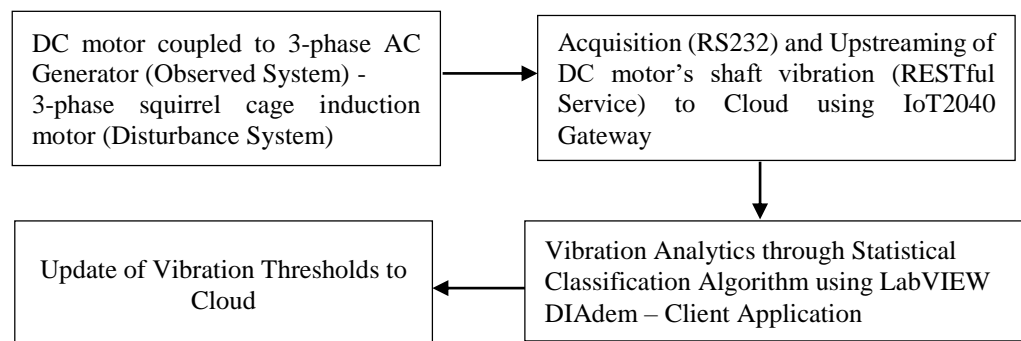 DC motor coupled to 3-phase AC
Generator (Observed System) -
3-phase squirrel cage induction
motor (Disturbance System)
Acquisition (RS232) and Upstreaming of
DC motor's shaft vibration (RESTful
Service) to Cloud using IoT2040
Gateway
Update of Vibration Thresholds to
Cloud
Vibration Analytics through Statistical
Classification Algorithm using LabVIEW
DIAdem – Client Application